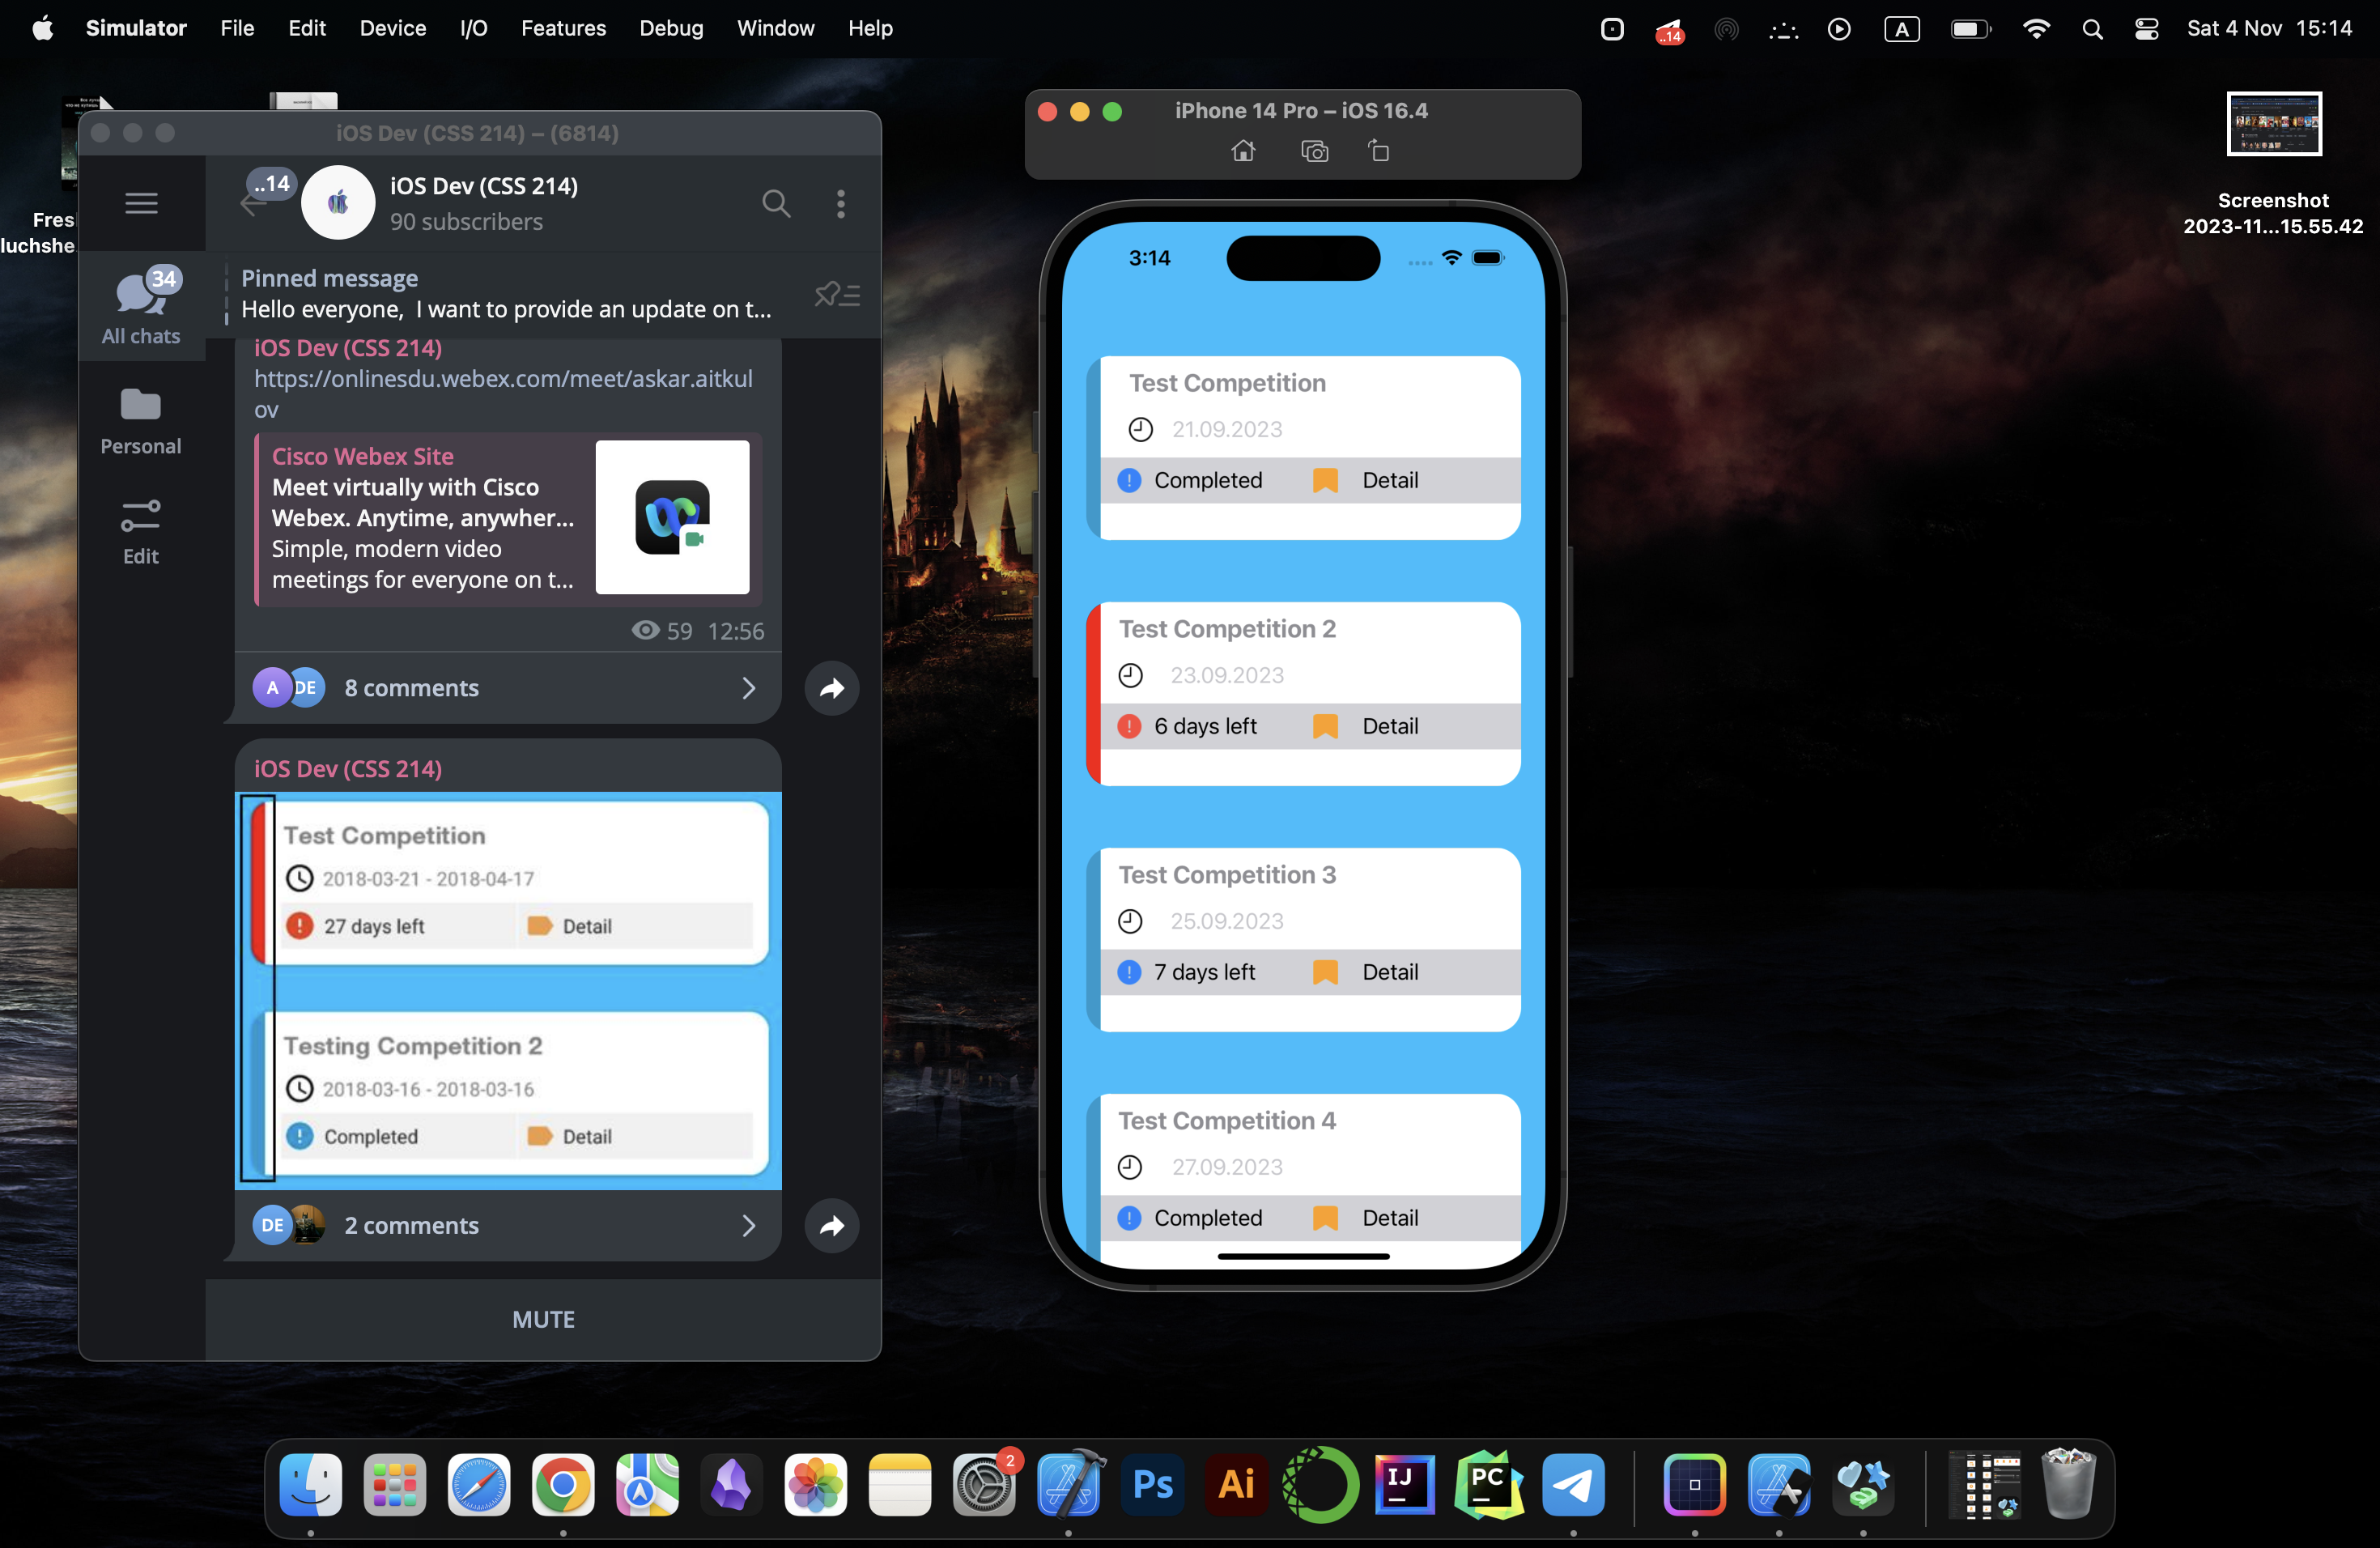 Simulator File Edit Device I/O Features Debug Window Help
..14
A
Sat 4 Nov 15:14
Fres
luchshe
iOS Dev (CSS 214) – (6814)
..14
iOS Dev (CSS 214)
90 subscribers
34
All chats
Personal
Edit
Pinned message
Hello everyone, I want to provide an update on t...
iOS Dev (CSS 214)
https://onlinesdu.webex.com/meet/askar.aitkul
ov
Cisco Webex Site
Meet virtually with Cisco
Webex. Anytime, anywher...
Simple, modern video
meetings for everyone on t...
59 12:56
A DE 8 comments
iOS Dev (CSS 214)
Test Competition
2018-03-21 - 2018-04-17
27 days left Detail
Testing Competition 2
2018-03-16 - 2018-03-16
Completed Detail
DE 2 comments
MUTE
iPhone 14 Pro – iOS 16.4
3:14
Test Competition
21.09.2023
Completed Detail
Test Competition 2
23.09.2023
6 days left Detail
Test Competition 3
25.09.2023
7 days left Detail
Test Competition 4
27.09.2023
Completed Detail
Screenshot
2023-11...15.55.42
2
Ps
Ai
IJ
PC